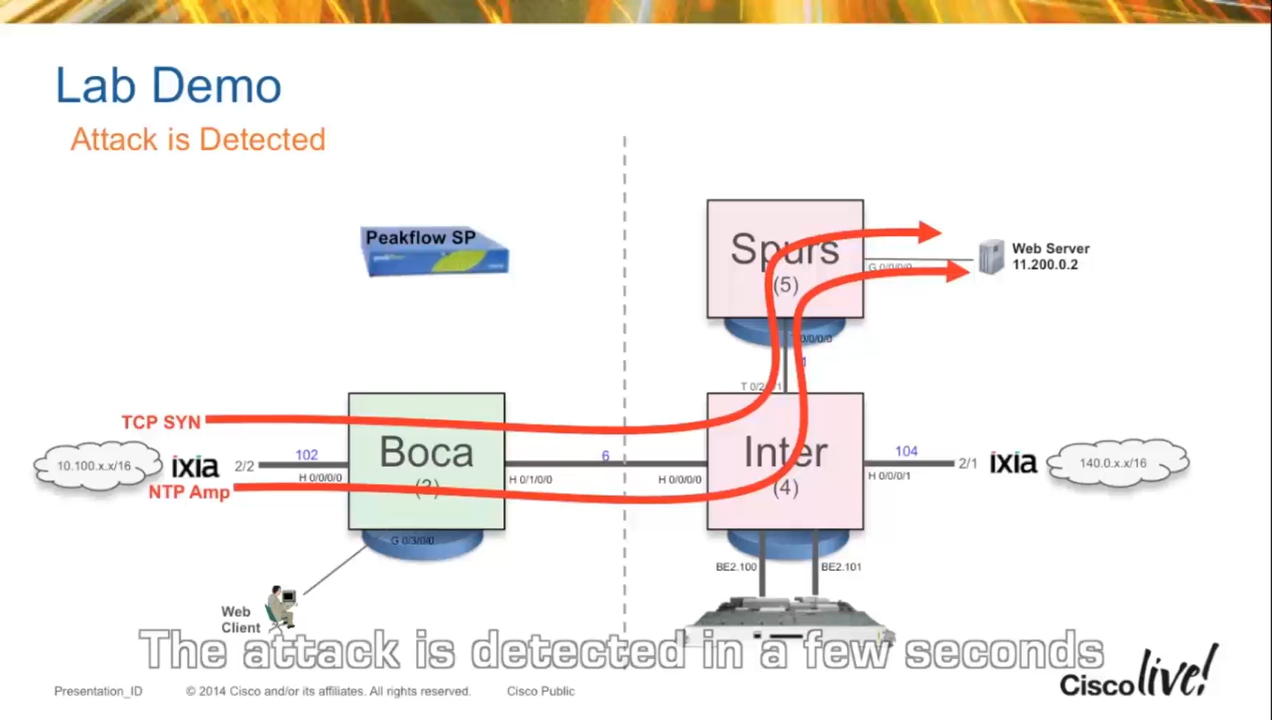 Lab Demo
Attack is Detected
Peakflow SP
Spurs
(5)
G 0/0/0/0
Web Server
11.200.0.2
0/0/0/0
1
T 0/2
1
TCP SYN
10.100.x.x/16
ixia
2/2
102
H 0/0/0/0
NTP Amp
Boca
6
H 0/1/0/0
H 0/0/0/0
Inter
(4)
104
H 0/0/0/1
2/1
ixia
140.0.x.x/16
G 0/3/0/0
BE2.100
BE2.101
Web
Client
The attack is detected in a few seconds
Presentation_ID
© 2014 Cisco and/or its affiliates. All rights reserved.
Cisco Public
Cisco live!